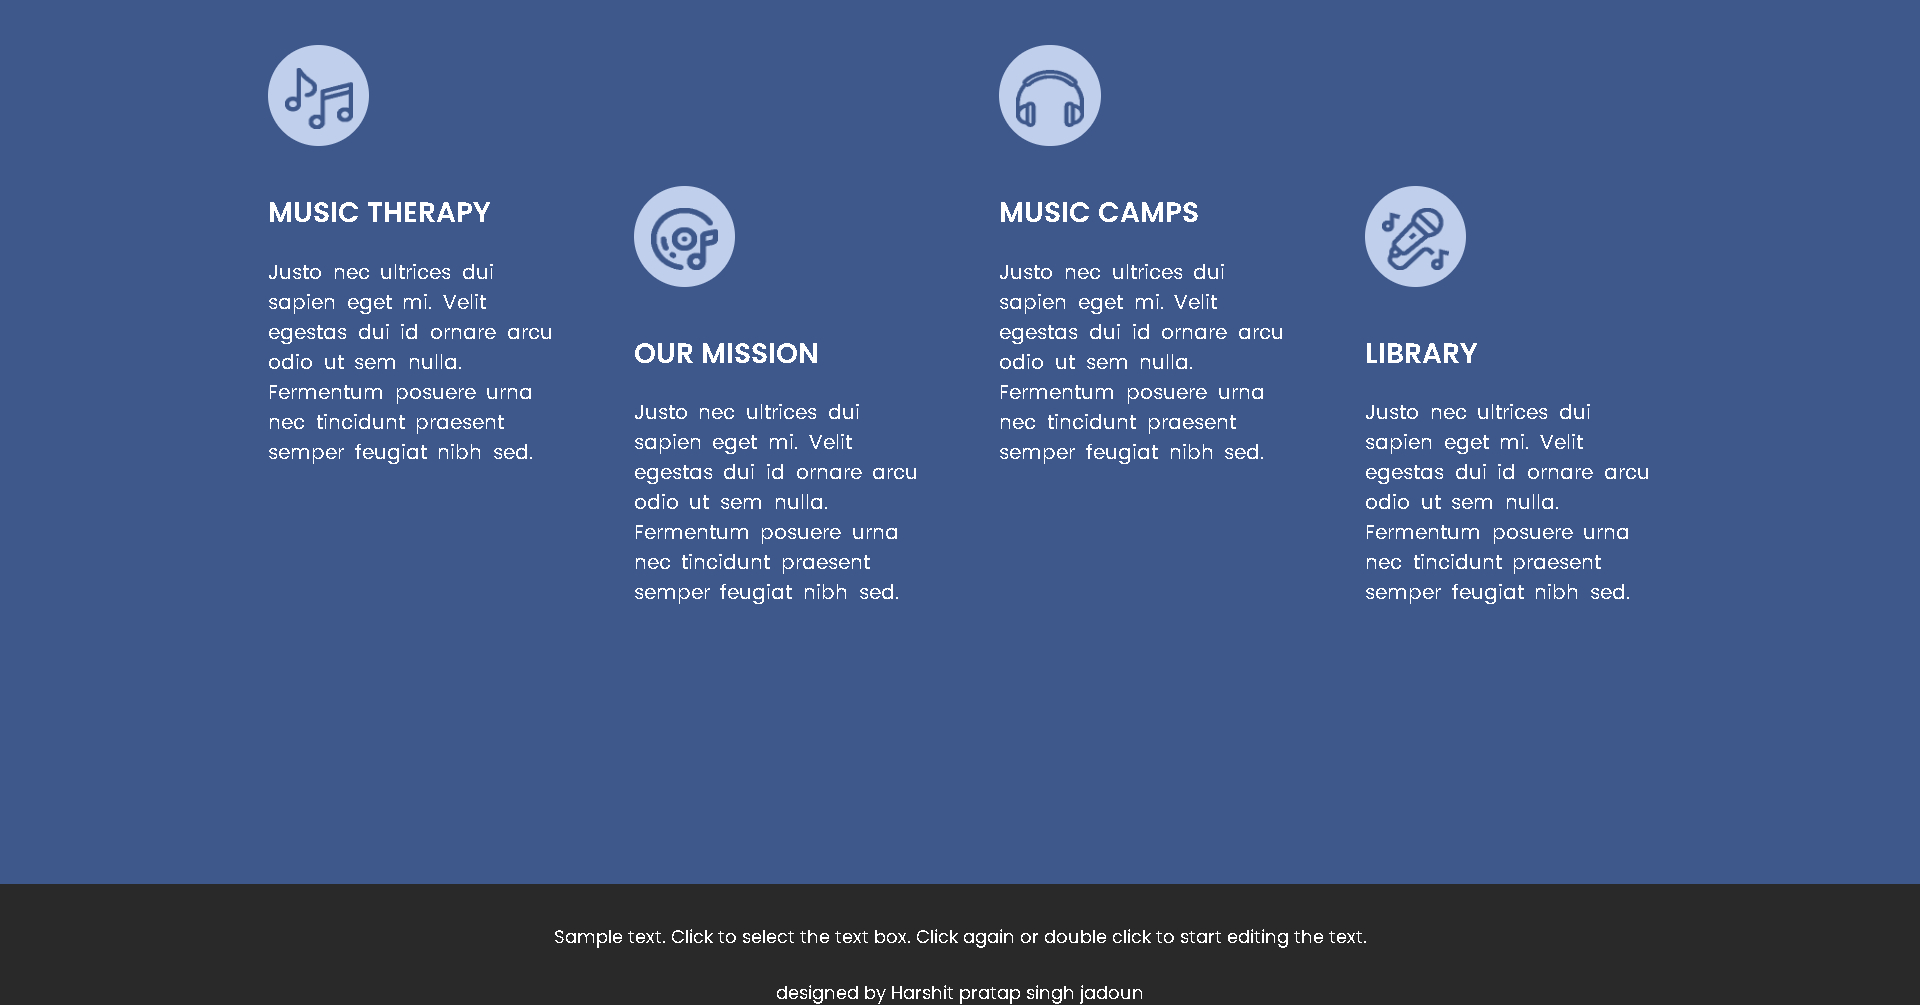 MUSIC THERAPY
Justo nec ultrices dui
sapien eget mi. Velit
egestas dui id ornare arcu
odio ut sem nulla.
Fermentum posuere urna
nec tincidunt praesent
semper feugiat nibh sed.
OUR MISSION
Justo nec ultrices dui
sapien eget mi. Velit
egestas dui id ornare arcu
odio ut sem nulla.
Fermentum posuere urna
nec tincidunt praesent
semper feugiat nibh sed.
MUSIC CAMPS
Justo nec ultrices dui
sapien eget mi. Velit
egestas dui id ornare arcu
odio ut sem nulla.
Fermentum posuere urna
nec tincidunt praesent
semper feugiat nibh sed.
LIBRARY
Justo nec ultrices dui
sapien eget mi. Velit
egestas dui id ornare arcu
odio ut sem nulla.
Fermentum posuere urna
nec tincidunt praesent
semper feugiat nibh sed.
Sample text. Click to select the text box. Click again or double click to start editing the text.
designed by Harshit pratap singh jadoun